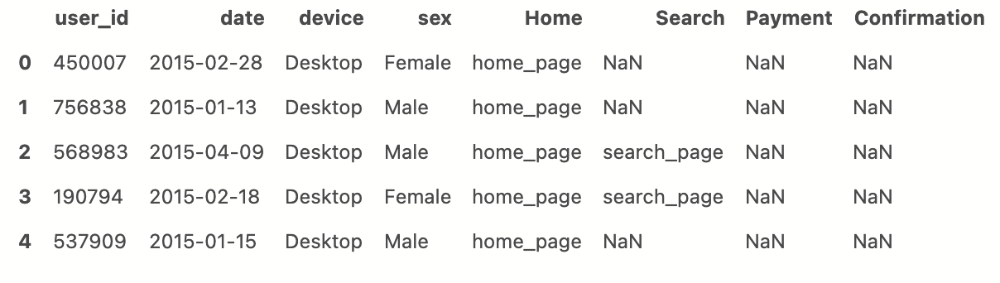 user_id date device sex Home Search Payment Confirmation
0 450007 2015-02-28 Desktop Female home_page NaN NaN NaN
1 756838 2015-01-13 Desktop Male home_page NaN NaN NaN
2 568983 2015-04-09 Desktop Male home_page search_page NaN NaN
3 190794 2015-02-18 Desktop Female home_page search_page NaN NaN
4 537909 2015-01-15 Desktop Male home_page NaN NaN NaN